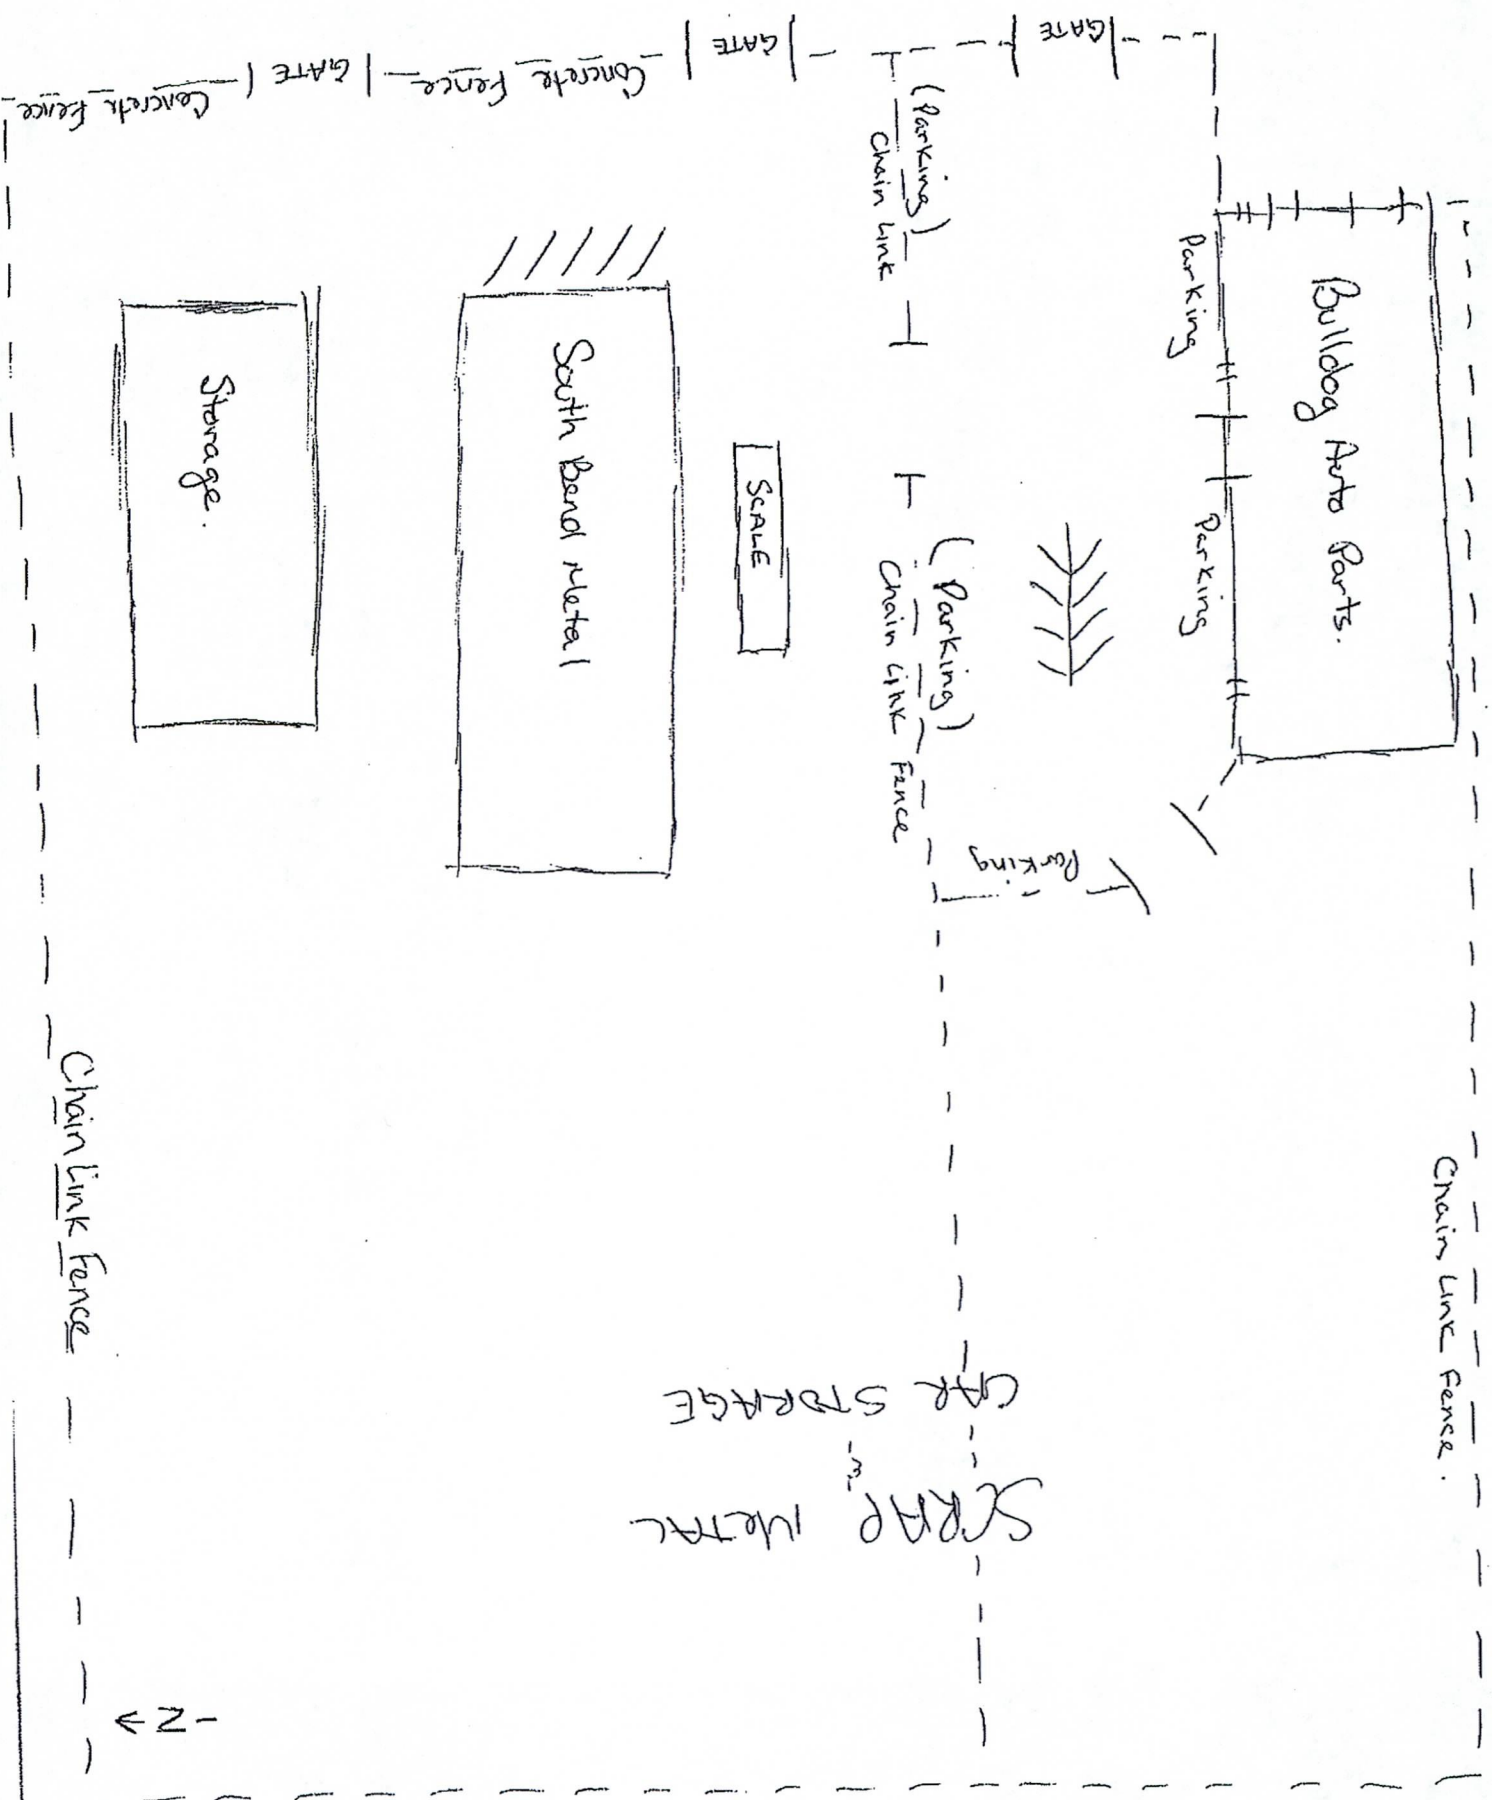 Concrete Fence
GATE
Concrete Fence
GATE
GATE
(Parking)
Chain Link
Parking
Bulldog Auto Parts.
Storage.
South Bend Metal
SCALE
(Parking)
Chain Link Fence
Parking
Parking
Chain Link Fence
Chain Link Fence.
CAR STORAGE
SCRAP METAL
N